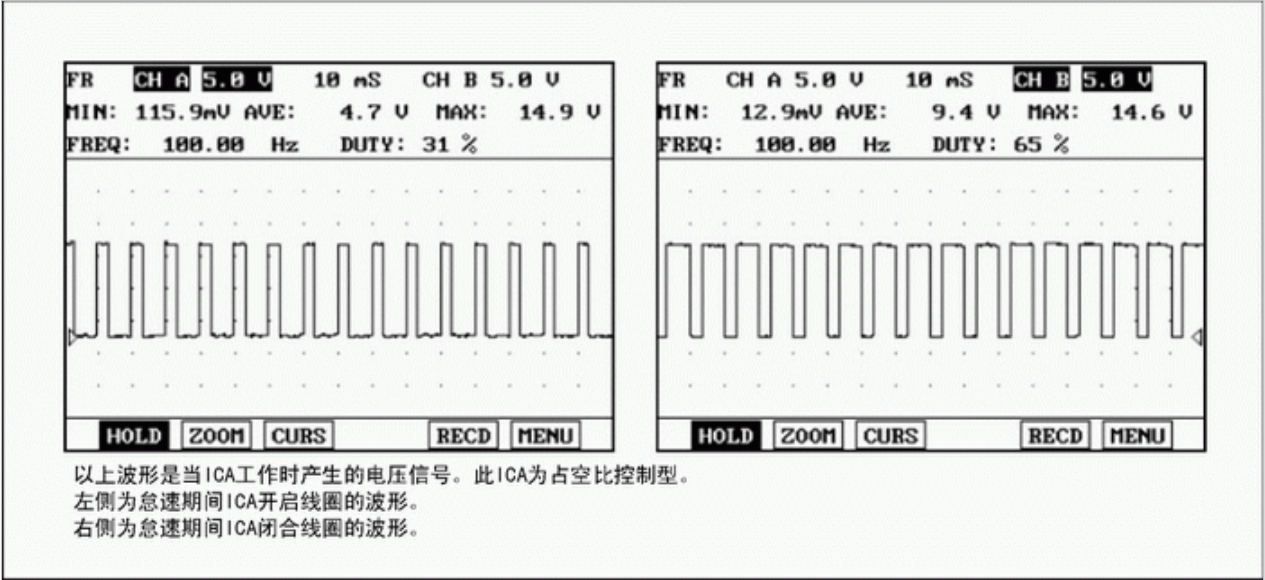 FR CH A 5.0 V 10 mS CH B 5.0 V
MIN: 115.9mV AVE: 4.7 V MAX: 14.9 V
FREQ: 100.00 Hz DUTY: 31 %
HOLD ZOOM CURS RECD MENU
FR CH A 5.0 V 10 mS CH B 5.0 V
MIN: 12.9mV AVE: 9.4 V MAX: 14.6 V
FREQ: 100.00 Hz DUTY: 65 %
HOLD ZOOM CURS RECD MENU
以上波形是当ICA工作时产生的电压信号。此ICA为占空比控制型。
左侧为怠速期间ICA开启线圈的波形。
右侧为怠速期间ICA闭合线圈的波形。